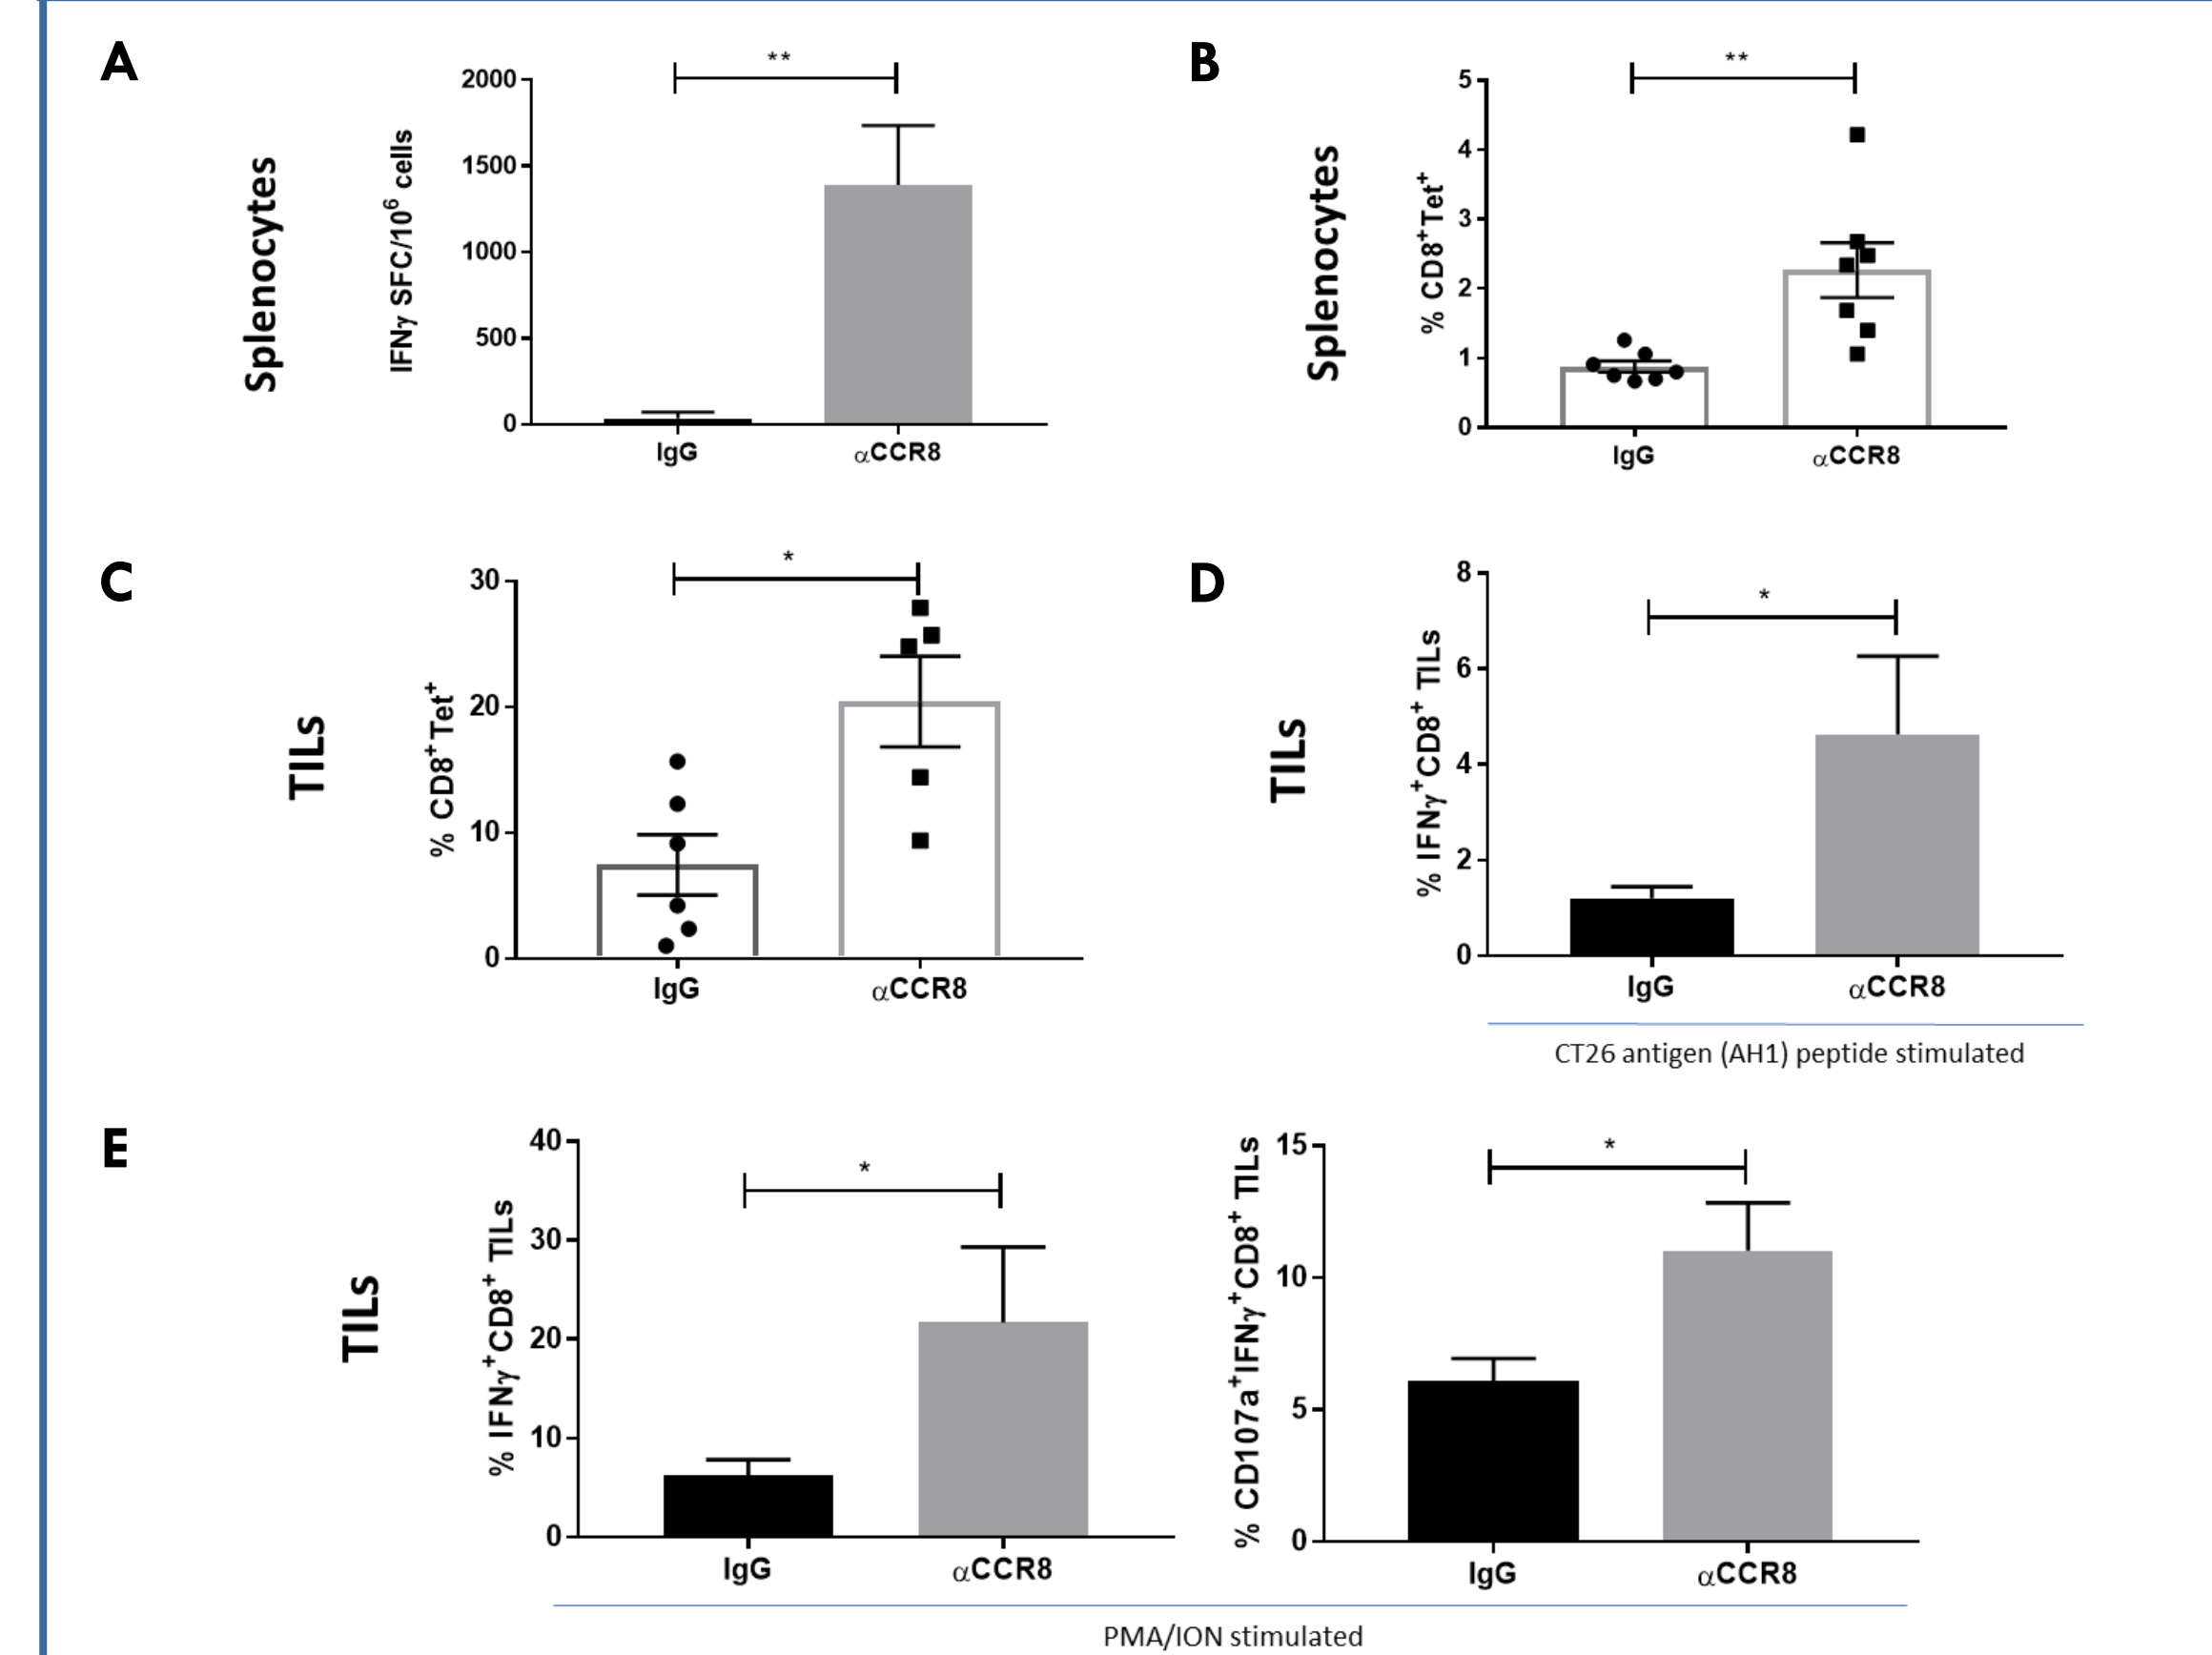 A
Splenocytes
IFNγ SFC/10⁶ cells
2000
1500
1000
500
0
**
IgG
αCCR8
B
Splenocytes
% CD8⁺Tet⁺
5
4
3
2
1
0
**
IgG
αCCR8
C
TILs
% CD8⁺Tet⁺
30
20
10
0
*
IgG
αCCR8
D
TILs
% IFNγ⁺CD8⁺ TILs
8
6
4
2
0
*
IgG
αCCR8
CT26 antigen (AH1) peptide stimulated
E
TILs
% IFNγ⁺CD8⁺ TILs
40
30
20
10
0
*
IgG
αCCR8
% CD107a⁺IFNγ⁺CD8⁺ TILs
15
10
5
0
*
IgG
αCCR8
PMA/ION stimulated